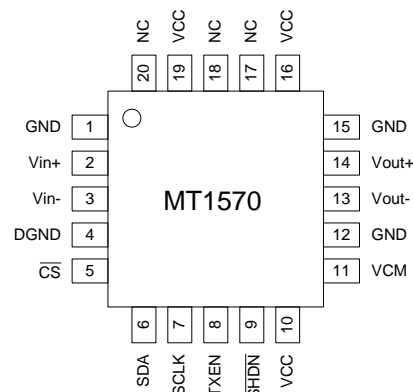 NC VCC NC NC VCC
20 19 18 17 16
GND 1 15 GND
Vin+ 2 14 Vout+
Vin- 3 MT1570 13 Vout-
DGND 4 12 GND
C̅S̅ 5 11 VCM
6 7 8 9 10
SDA SCLK TXEN S̅H̅D̅N̅ VCC